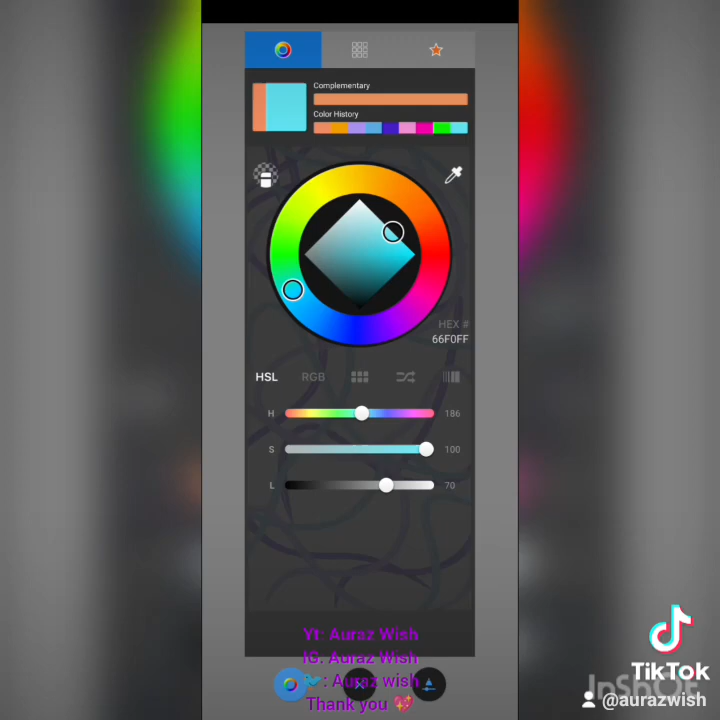 Complementary
Color History
HEX #
66F0FF
HSL RGB
H 186
S 100
L 70
Yt: Auraz Wish
IG: Auraz Wish
🐦: Auraz wish
Thank you 💖
TikTok
InShOt
@aurazwish